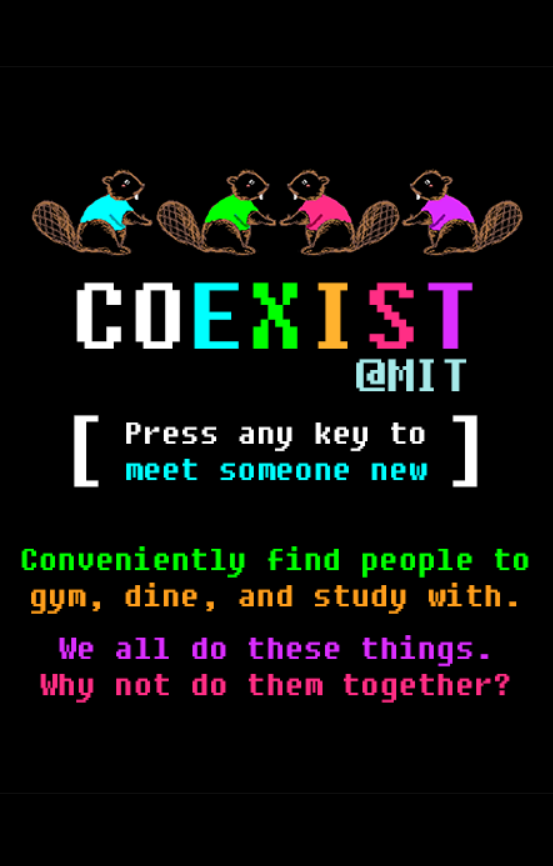 COEXIST
@MIT
[ Press any key to
meet someone new ]
Conveniently find people to
gym, dine, and study with.
We all do these things.
Why not do them together?